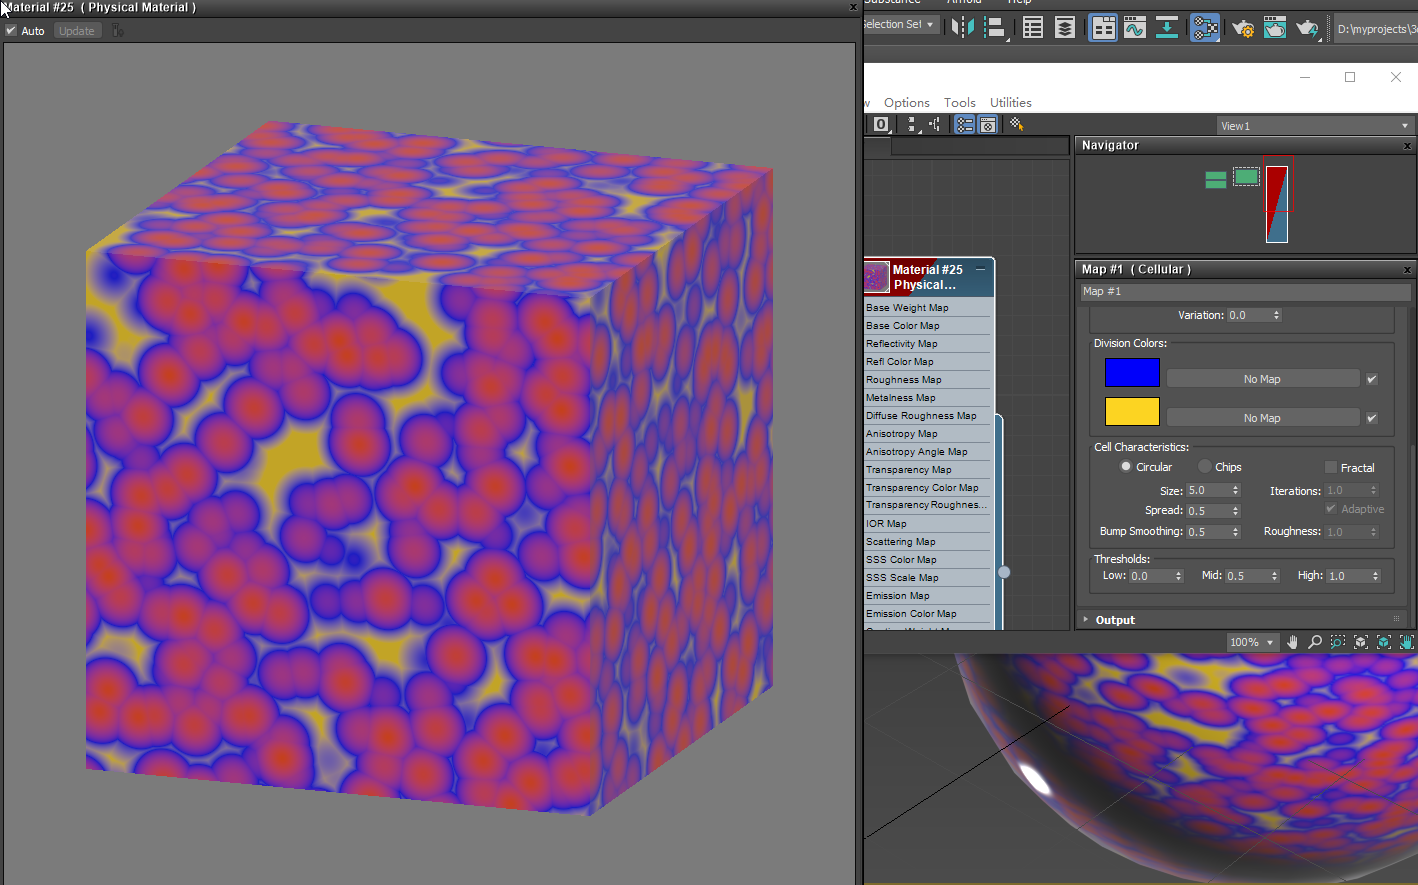 Material #25 ( Physical Material )
Auto
Update
Arnold
Help
Selection Set
D:\myprojects\3
Options Tools Utilities
View1
Navigator
Material #25
Physical...
Base Weight Map
Base Color Map
Reflectivity Map
Refl Color Map
Roughness Map
Metalness Map
Diffuse Roughness Map
Anisotropy Map
Anisotropy Angle Map
Transparency Map
Transparency Color Map
Transparency Roughnes...
IOR Map
Scattering Map
SSS Color Map
SSS Scale Map
Emission Map
Emission Color Map
Map #1 ( Cellular )
Map #1
Variation: 0.0
Division Colors:
No Map
No Map
Cell Characteristics:
Circular Chips Fractal
Size: 5.0 Iterations: 1.0
Spread: 0.5 Adaptive
Bump Smoothing: 0.5 Roughness: 1.0
Thresholds:
Low: 0.0 Mid: 0.5 High: 1.0
Output
100%